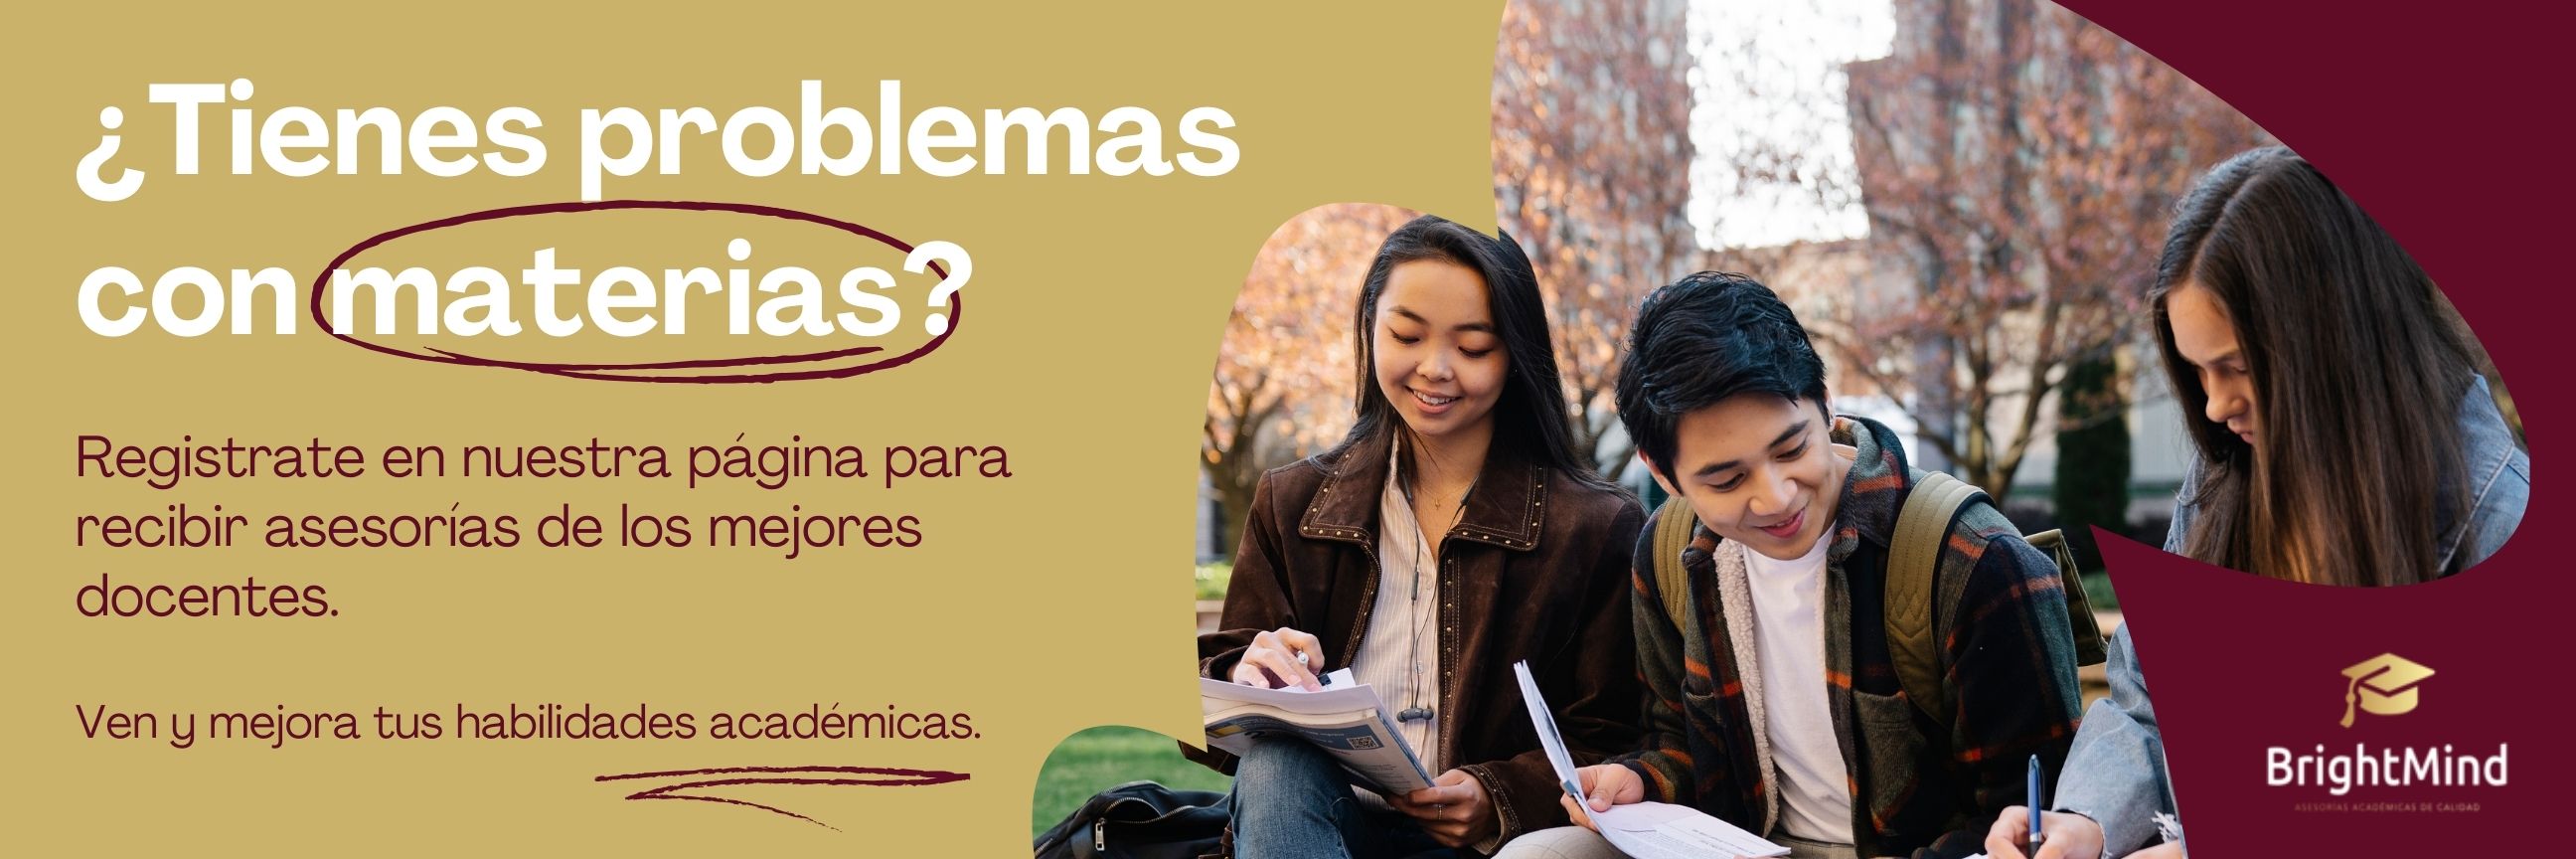 ¿Tienes problemas
con materias?
Registrate en nuestra página para
recibir asesorías de los mejores
docentes.
Ven y mejora tus habilidades académicas.
BrightMind
ASESORÍAS ACADÉMICAS DE CALIDAD